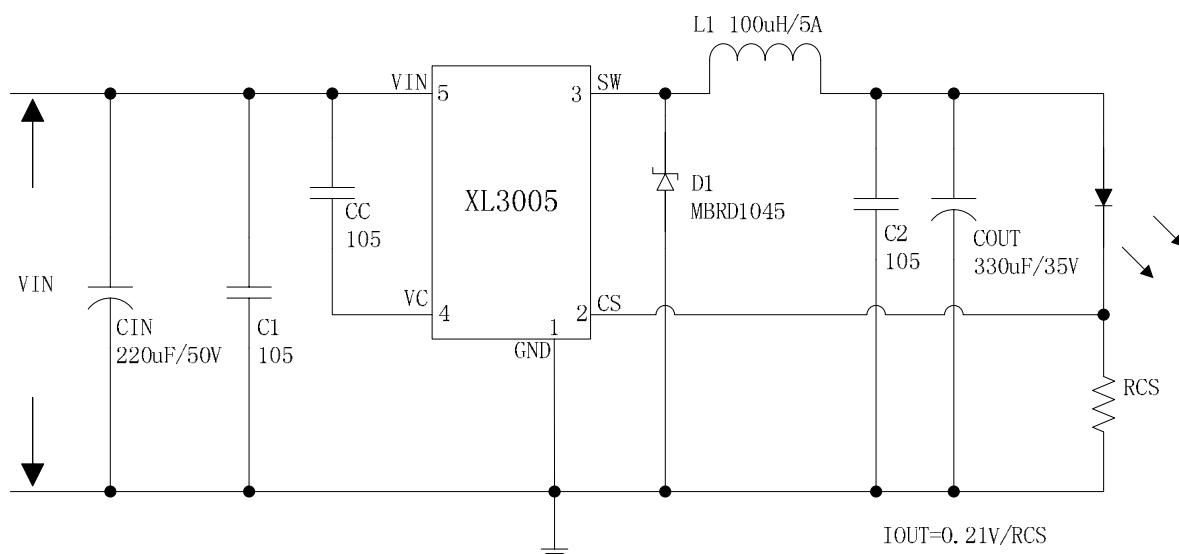 L1 100uH/5A
VIN
SW
5
3
XL3005
D1
MBRD1045
CC
105
C2
105
COUT
330uF/35V
VIN
VC
CS
4
2
1
GND
CIN
220uF/50V
C1
105
RCS
IOUT=0.21V/RCS